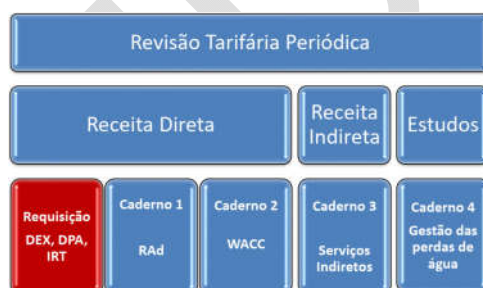 Revisão Tarifária Periódica
Receita Direta
Receita
Indireta
Estudos
Requisição
DEX, DPA,
IRT
Caderno 1
RAd
Caderno 2
WACC
Caderno 3
Serviços
Indiretos
Caderno 4
Gestão das
perdas de
água